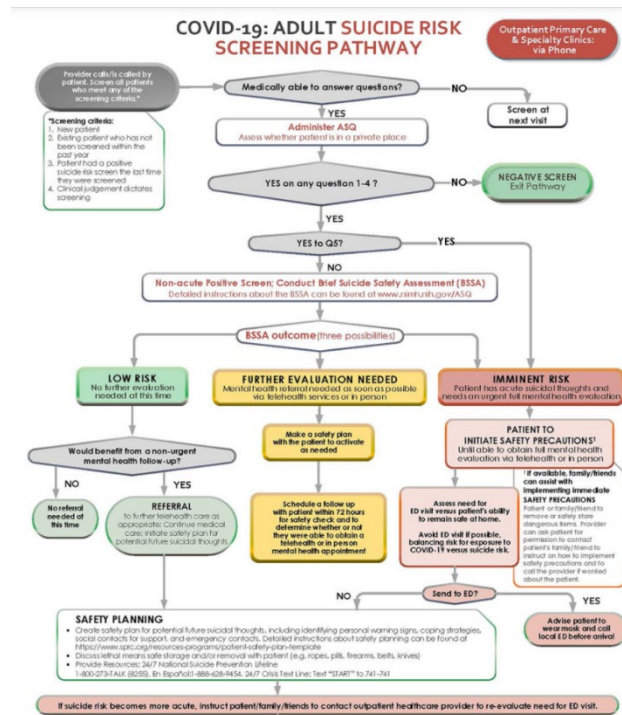 COVID-19: ADULT SUICIDE RISK
SCREENING PATHWAY
Outpatient Primary Care
& Specialty Clinics:
via Phone
Provider calls/is called by
patient. Screen all patients
who meet any of the
screening criteria.*
Medically able to answer questions?
NO
Screen at
next visit
YES
*Screening criteria:
1. New patient
2. Existing patient who has not
been screened within the
past year
3. Patient had a positive
suicide risk screen the last time
they were screened
4. Clinical judgement dictates
screening
Administer ASQ
Assess whether patient is in a private place
YES on any question 1-4 ?
NO
NEGATIVE SCREEN
Exit Pathway
YES
YES to Q5?
YES
NO
Non-acute Positive Screen; Conduct Brief Suicide Safety Assessment (BSSA)
Detailed instructions about the BSSA can be found at www.nimh.nih.gov/ASQ
BSSA outcome(three possibilities)
LOW RISK
No further evaluation
needed at this time
FURTHER EVALUATION NEEDED
Mental health referral needed as soon as possible
via telehealth services or in person
IMMINENT RISK
Patient has acute suicidal thoughts and
needs an urgent full mental health evaluation
Would benefit from a non-urgent
mental health follow-up?
NO
YES
No referral
needed at
this time
REFERRAL
to further telehealth care as
appropriate; Continue medical
care; Initiate safety plan for
potential future suicidal thoughts
Make a safety plan
with the patient to activate
as needed
Schedule a follow up
with patient within 72 hours
for safety check and to
determine whether or not
they were able to obtain a
telehealth or in person
mental health appointment
PATIENT TO
INITIATE SAFETY PRECAUTIONS¹
Until able to obtain full mental health
evaluation via telehealth or in person
Assess need for
ED visit versus patient's ability
to remain safe at home.
Avoid ED visit if possible,
balancing risk for exposure to
COVID-19 versus suicide risk.
¹ If available, family/friends
can assist with
implementing immediate
SAFETY PRECAUTIONS
Patient or family/friend to
remove or safely store
dangerous items. Provider
can ask patient for
permission to contact
patient's family/friend to
instruct on how to implement
safety precautions and to
call the provider if worried
about the patient.
Send to ED?
NO
YES
Advise patient to
wear mask and call
local ED before arrival
SAFETY PLANNING
• Create safety plan for potential future suicidal thoughts, including identifying personal warning signs, coping strategies,
social contacts for support, and emergency contacts. Detailed instructions about safety planning can be found at
https://www.sprc.org/resources-programs/patient-safety-plan-template
• Discuss lethal means safe storage and/or removal with patient (e.g. ropes, pills, firearms, belts, knives)
• Provide Resources: 24/7 National Suicide Prevention Lifeline
1-800-273-TALK (8255), En Español:1-888-628-9454, 24/7 Crisis Text Line: Text "START" to 741-741
If suicide risk becomes more acute, instruct patient/family/friends to contact outpatient healthcare provider to re-evaluate need for ED visit.